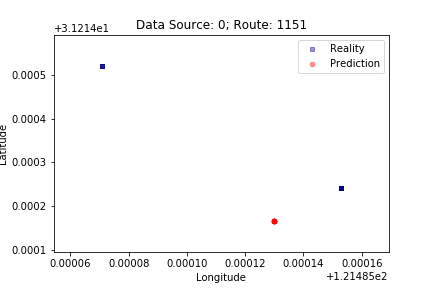 Data Source: 0; Route: 1151
+3.1214e1
Reality
Prediction
0.0005
0.0004
0.0003
0.0002
0.0001
Latitude
0.00006
0.00008
0.00010
0.00012
0.00014
0.00016
Longitude
+1.21485e2